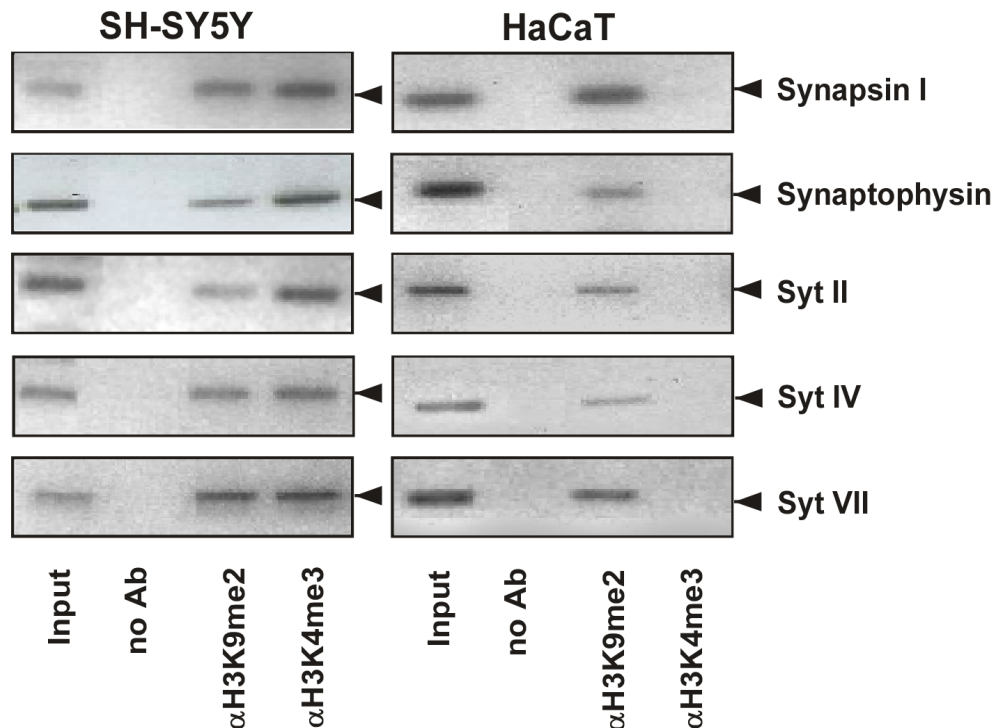 SH-SY5Y
HaCaT
Synapsin I
Synaptophysin
Syt II
Syt IV
Syt VII
Input
no Ab
αH3K9me2
αH3K4me3
Input
no Ab
αH3K9me2
αH3K4me3